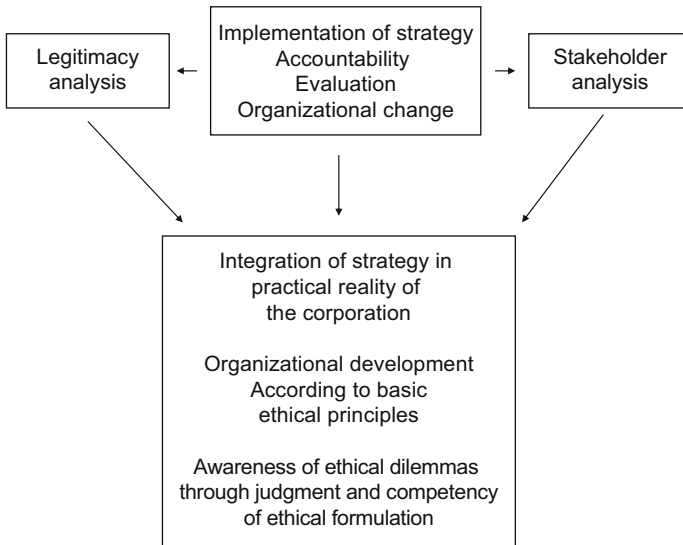 Legitimacy
analysis
Implementation of strategy
Accountability
Evaluation
Organizational change
Stakeholder
analysis
Integration of strategy in
practical reality of
the corporation
Organizational development
According to basic
ethical principles
Awareness of ethical dilemmas
through judgment and competency
of ethical formulation